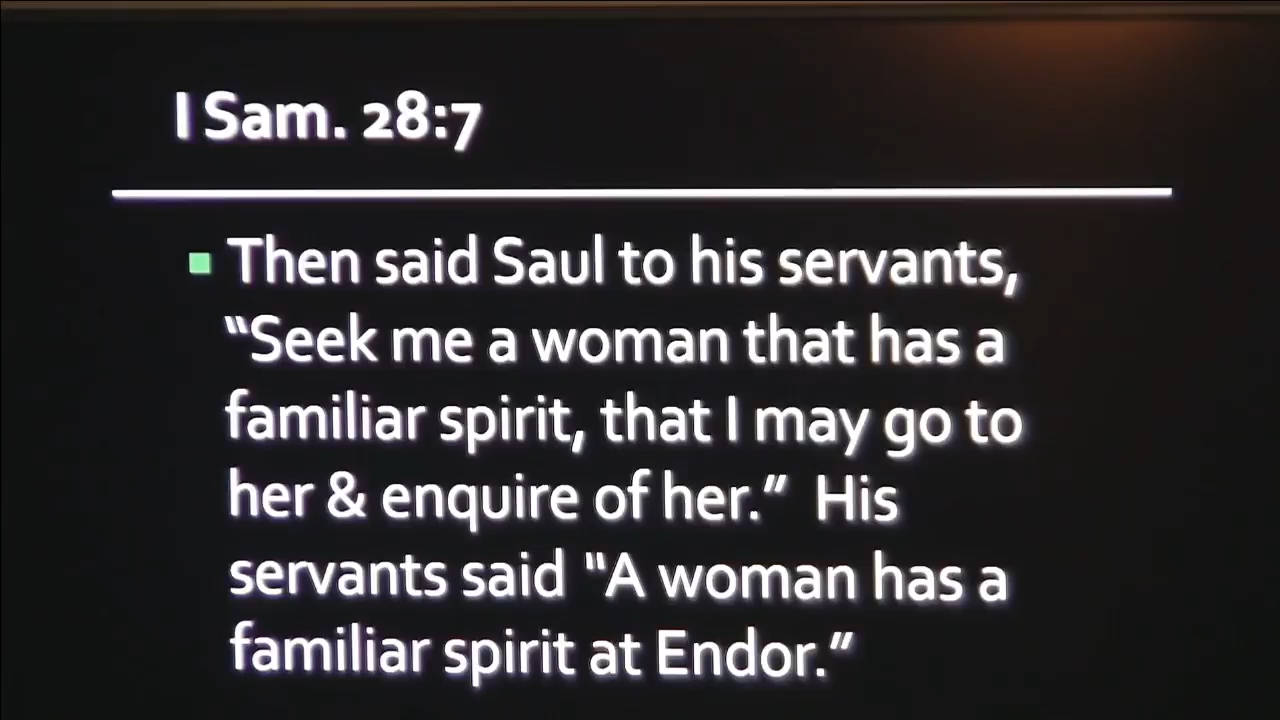 I Sam. 28:7
Then said Saul to his servants,
“Seek me a woman that has a
familiar spirit, that I may go to
her & enquire of her.”  His
servants said "A woman has a
familiar spirit at Endor.”